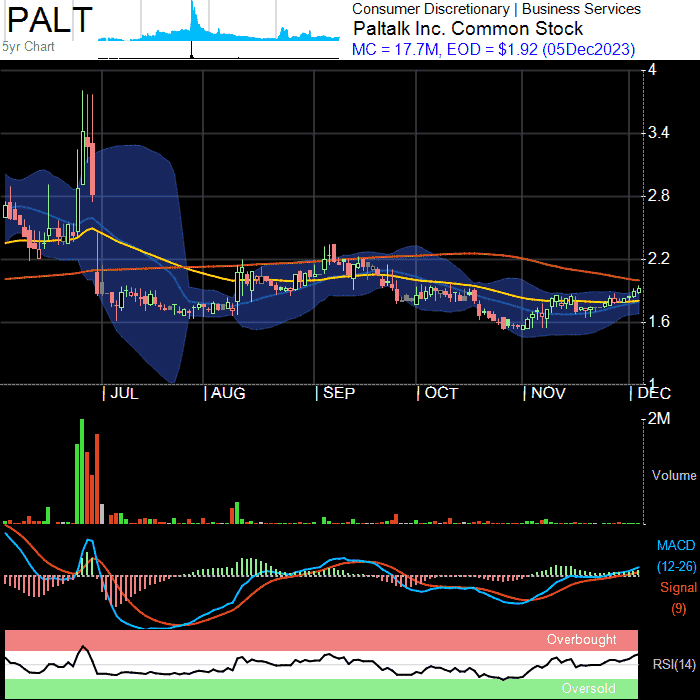 PALT
5yr Chart
Consumer Discretionary | Business Services
Paltalk Inc. Common Stock
MC = 17.7M, EOD = $1.92 (05Dec2023)
4
3.4
2.8
2.2
1.6
1
| JUL | AUG | SEP | OCT | NOV | DEC
2M
Volume
MACD
(12-26)
Signal
(9)
Overbought
RSI(14)
Oversold